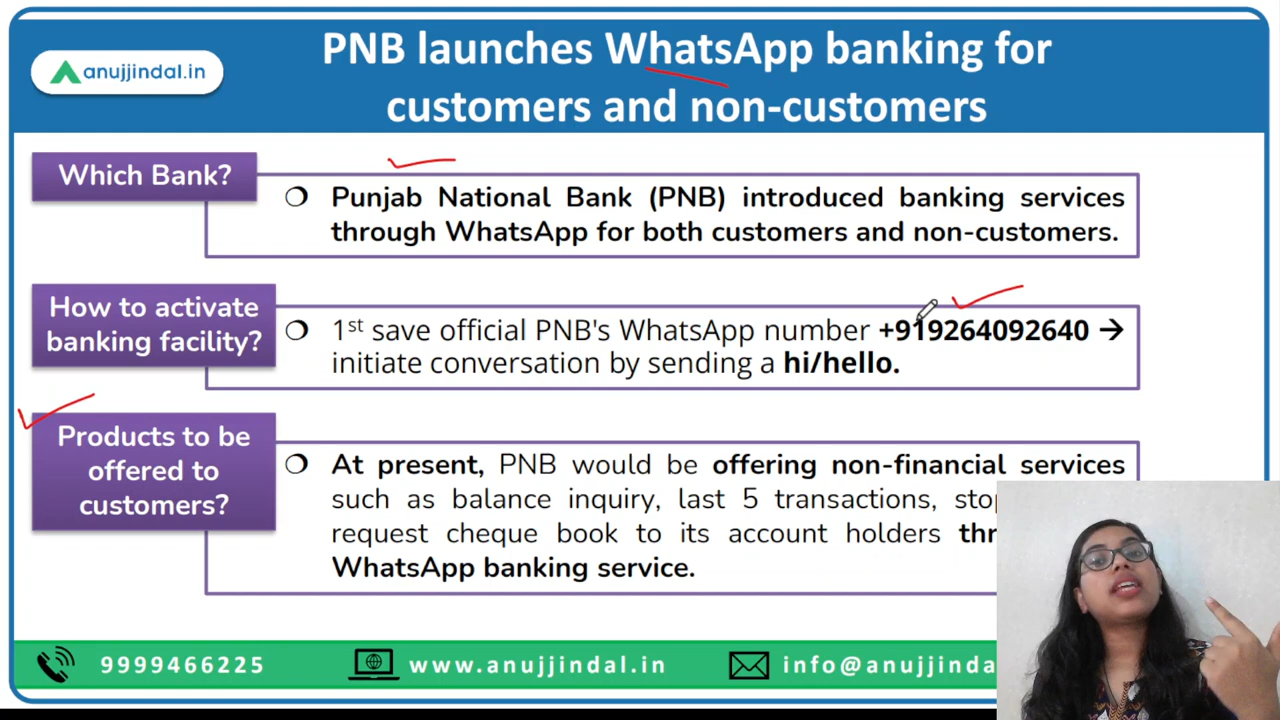 PNB launches WhatsApp banking for
customers and non-customers
anujjindal.in
Which Bank?
❍ Punjab National Bank (PNB) introduced banking services
through WhatsApp for both customers and non-customers.
How to activate
banking facility?
❍ 1st save official PNB's WhatsApp number +919264092640 →
initiate conversation by sending a hi/hello.
Products to be
offered to
customers?
❍ At present, PNB would be offering non-financial services
such as balance inquiry, last 5 transactions,
request cheque book to its account holders
WhatsApp banking service.
9999466225
www.anujjindal.in